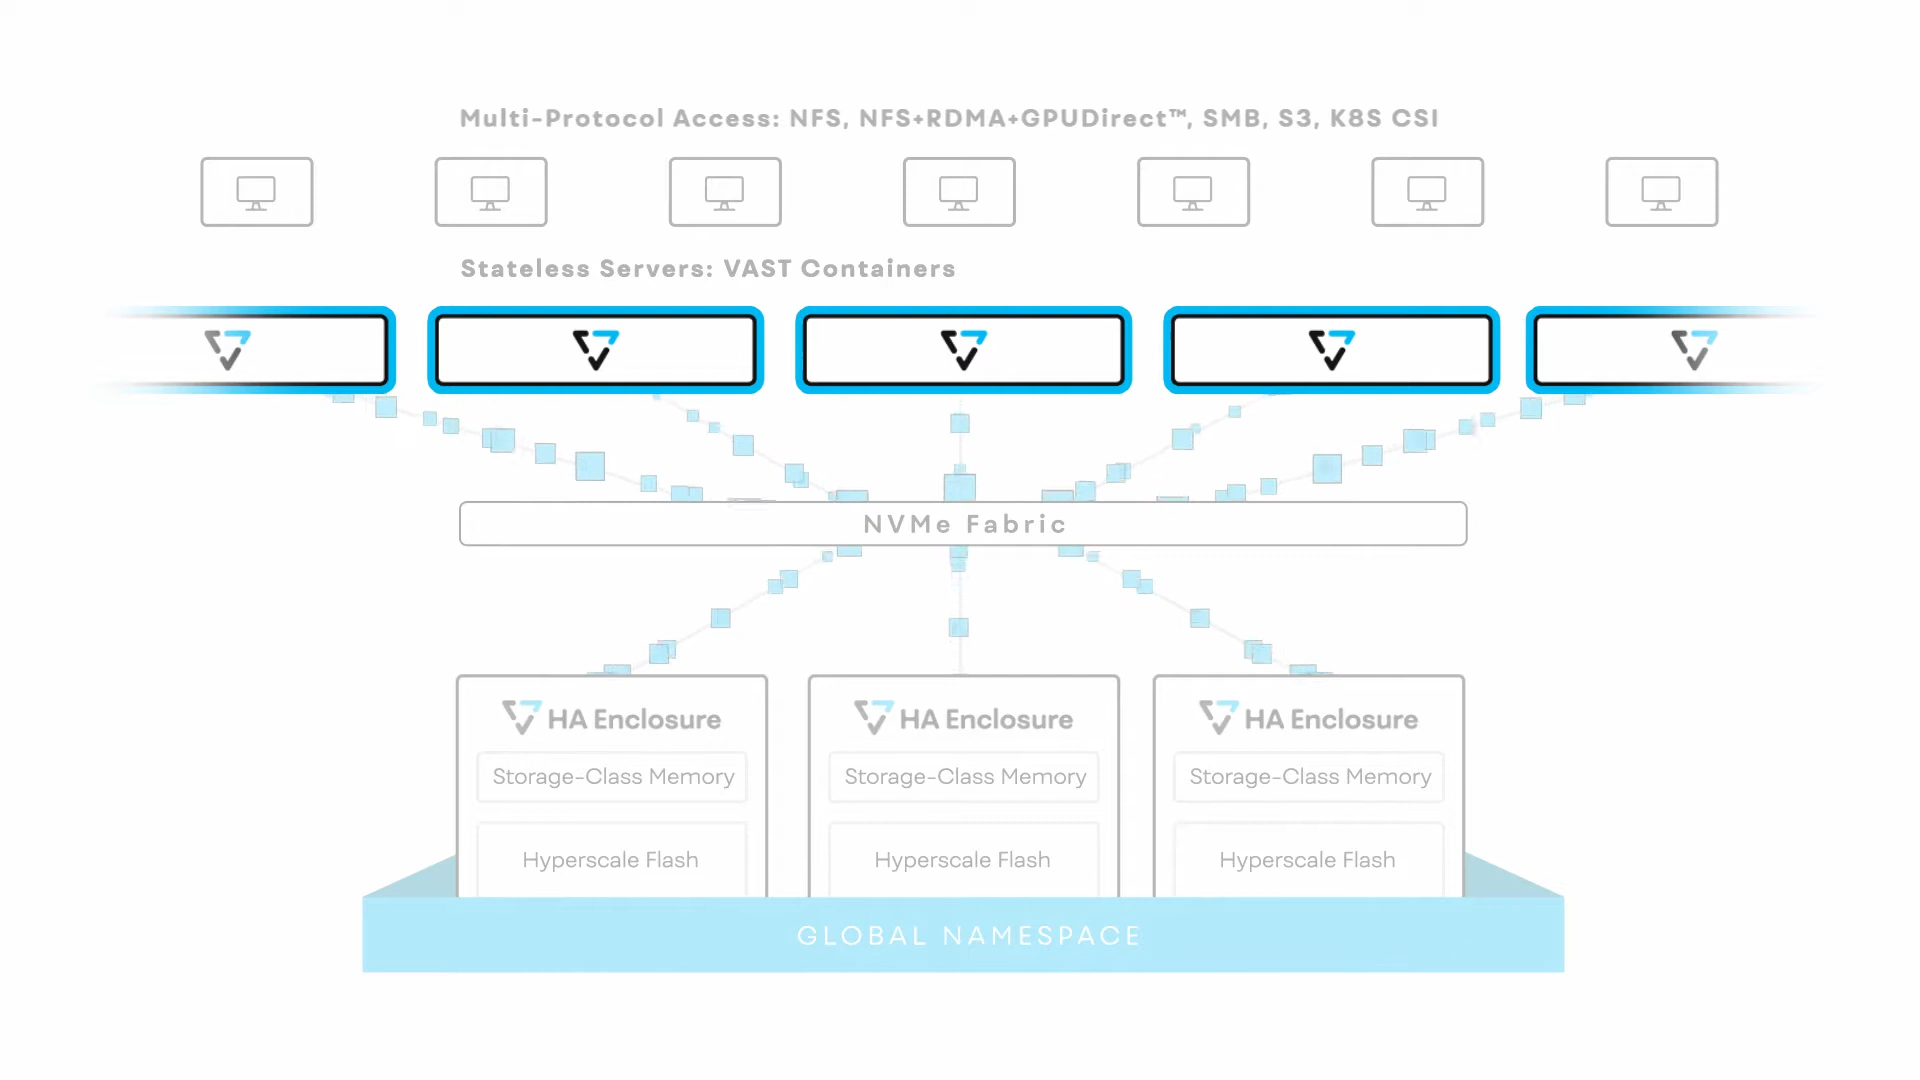 Multi-Protocol Access: NFS, NFS+RDMA+GPUDirect™, SMB, S3, K8S CSI
Stateless Servers: VAST Containers
NVMe Fabric
HA Enclosure
Storage-Class Memory
Hyperscale Flash
HA Enclosure
Storage-Class Memory
Hyperscale Flash
HA Enclosure
Storage-Class Memory
Hyperscale Flash
GLOBAL NAMESPACE